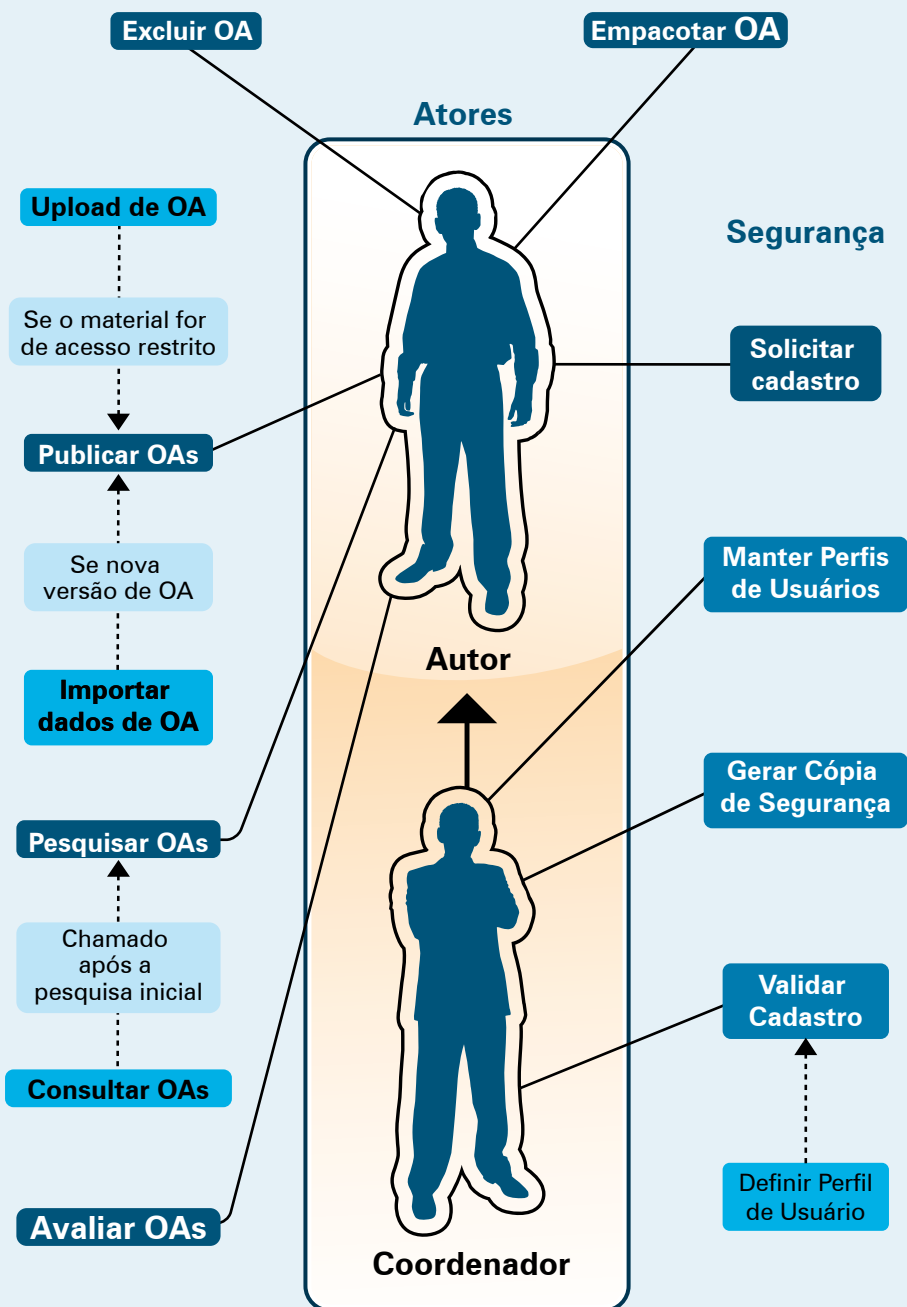 Excluir OA
Empacotar OA
Atores
Upload de OA
Segurança
Se o material for
de acesso restrito
Solicitar
cadastro
Publicar OAs
Se nova
versão de OA
Manter Perfis
de Usuários
Autor
Importar
dados de OA
Gerar Cópia
de Segurança
Pesquisar OAs
Chamado
após a
pesquisa inicial
Validar
Cadastro
Consultar OAs
Definir Perfil
de Usuário
Avaliar OAs
Coordenador